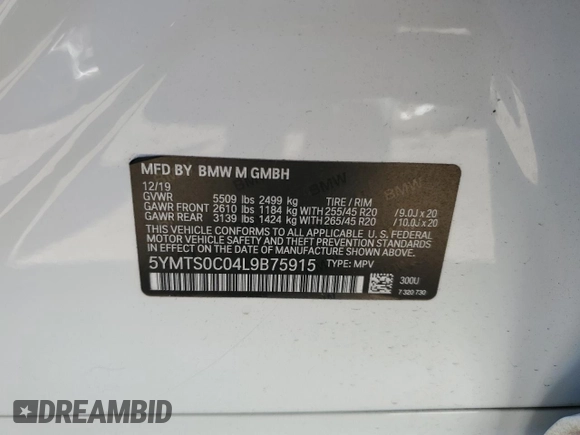 MFD BY BMW M GMBH
12/19
GVWR 5509 lbs 2499 kg TIRE / RIM
GAWR FRONT 2610 lbs 1184 kg WITH 255/45 R20 / 9.0J x 20
GAWR REAR 3139 lbs 1424 kg WITH 265/45 R20 / 10.0J x 20
THIS VEHICLE CONFORMS TO ALL APPLICABLE U. S. FEDERAL
MOTOR VEHICLE SAFETY, BUMPER, AND THEFT PREVENTION
STANDARDS IN EFFECT ON THE DATE OF MANUFACTURE SHOWN ABOVE.
5YMTS0C04L9B75915 TYPE: MPV
300U
7 320 730
BMW
BMW
DREAMBID